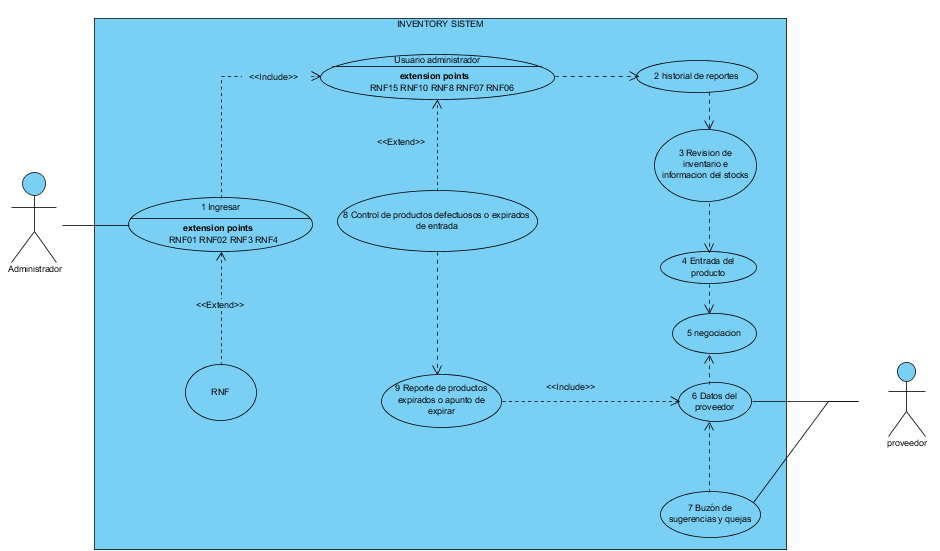 INVENTORY SISTEM
Usuario administrador
extension points
RNF15 RNF10 RNF8 RNF07 RNF06
<<Include>>
2 historial de reportes
<<Extend>>
3 Revision de
inventario e
informacion del stocks
1 Ingresar
extension points
RNF01 RNF02 RNF3 RNF4
8 Control de productos defectuosos o expirados
de entrada
Administrador
4 Entrada del
producto
<<Extend>>
5 negociacion
RNF
9 Reporte de productos
expirados o apunto de
expirar
<<Include>>
6 Datos del
proveedor
proveedor
7 Buzón de
sugerencias y quejas